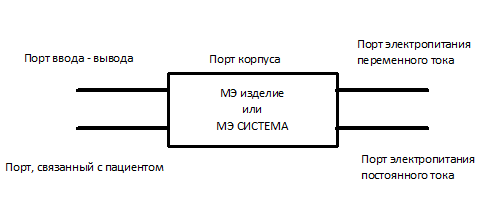 Порт ввода - вывода
Порт корпуса
Порт электропитания
переменного тока
МЭ изделие
или
МЭ СИСТЕМА
Порт, связанный с пациентом
Порт электропитания
постоянного тока